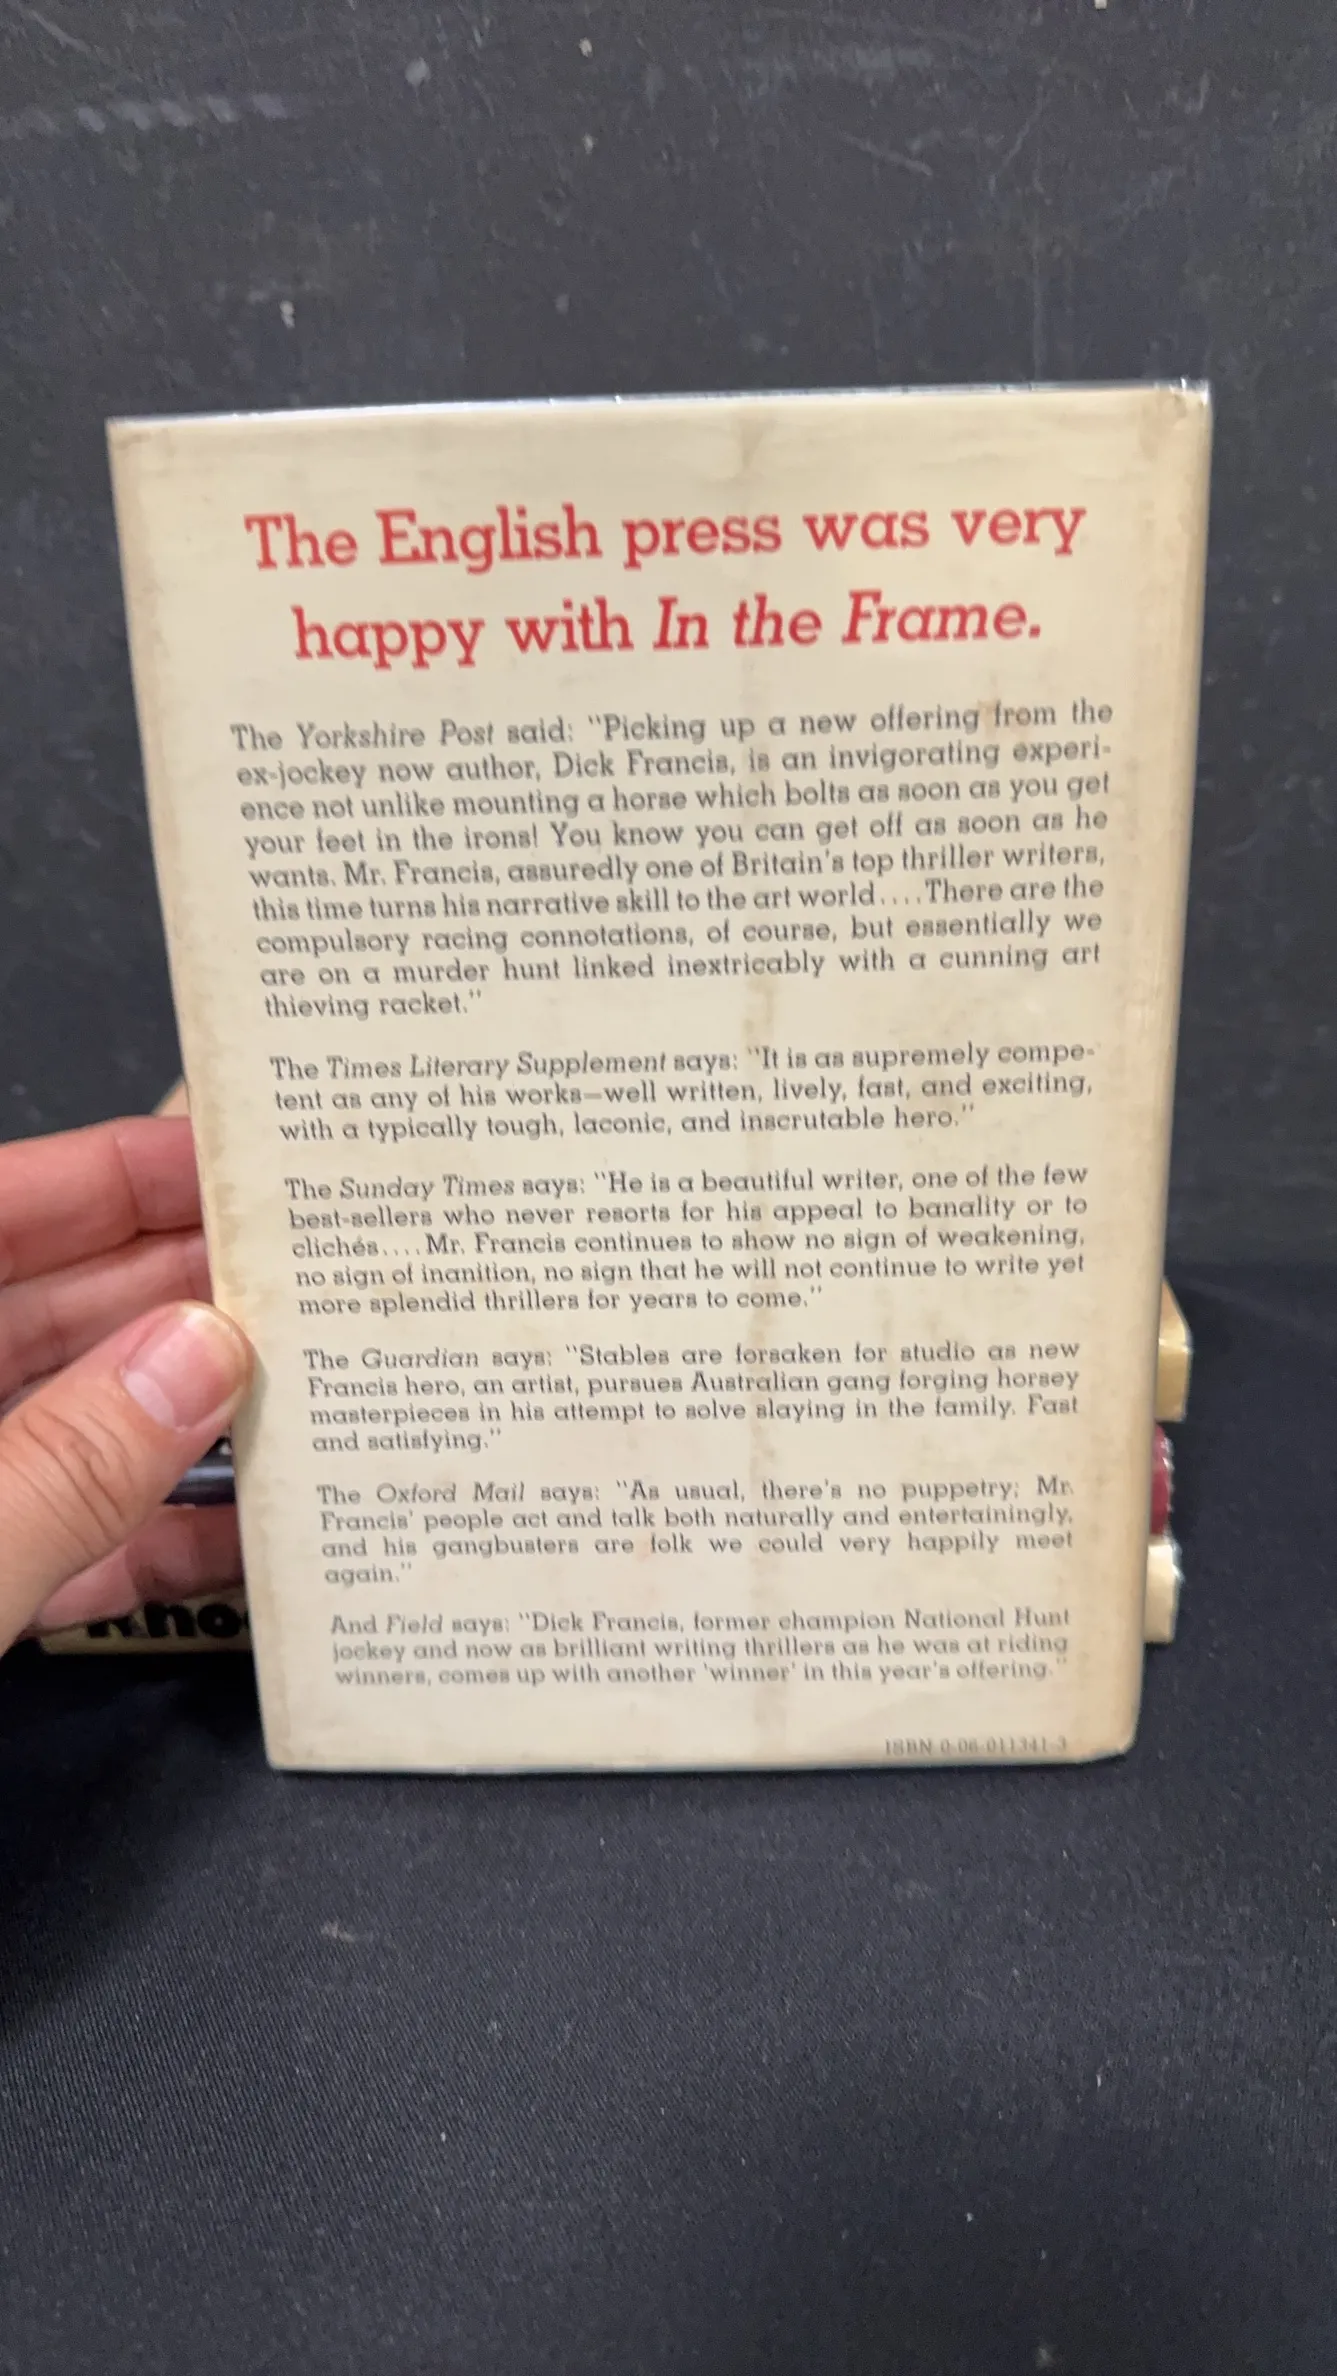 The English press was very
happy with In the Frame.
The Yorkshire Post said: "Picking up a new offering from the
ex-jockey now author, Dick Francis, is an invigorating experi-
ence not unlike mounting a horse which bolts as soon as you get
your feet in the irons! You know you can get off as soon as he
wants. Mr. Francis, assuredly one of Britain's top thriller writers,
this time turns his narrative skill to the art world....There are the
compulsory racing connotations, of course, but essentially we
are on a murder hunt linked inextricably with a cunning art
thieving racket."
The Times Literary Supplement says: "It is as supremely compe-
tent as any of his works—well written, lively, fast, and exciting,
with a typically tough, laconic, and inscrutable hero."
The Sunday Times says: "He is a beautiful writer, one of the few
best-sellers who never resorts for his appeal to banality or to
clichés....Mr. Francis continues to show no sign of weakening,
no sign of inanition, no sign that he will not continue to write yet
more splendid thrillers for years to come."
The Guardian says: "Stables are forsaken for studio as new
Francis hero, an artist, pursues Australian gang forging horsey
masterpieces in his attempt to solve slaying in the family. Fast
and satisfying."
The Oxford Mail says: "As usual, there's no puppetry; Mr.
Francis' people act and talk both naturally and entertainingly,
and his gangbusters are folk we could very happily meet
again."
And Field says: "Dick Francis, former champion National Hunt
jockey and now as brilliant writing thrillers as he was at riding
winners, comes up with another 'winner' in this year's offering."
ISBN 0-06-011341-3